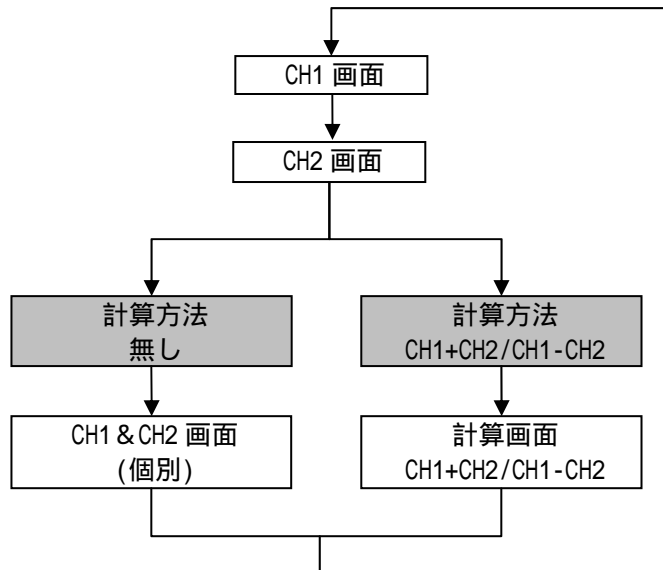 CH1 画面
CH2 画面
計算方法
無し
計算方法
CH1+CH2/CH1-CH2
CH1&CH2 画面
(個別)
計算画面
CH1+CH2/CH1-CH2